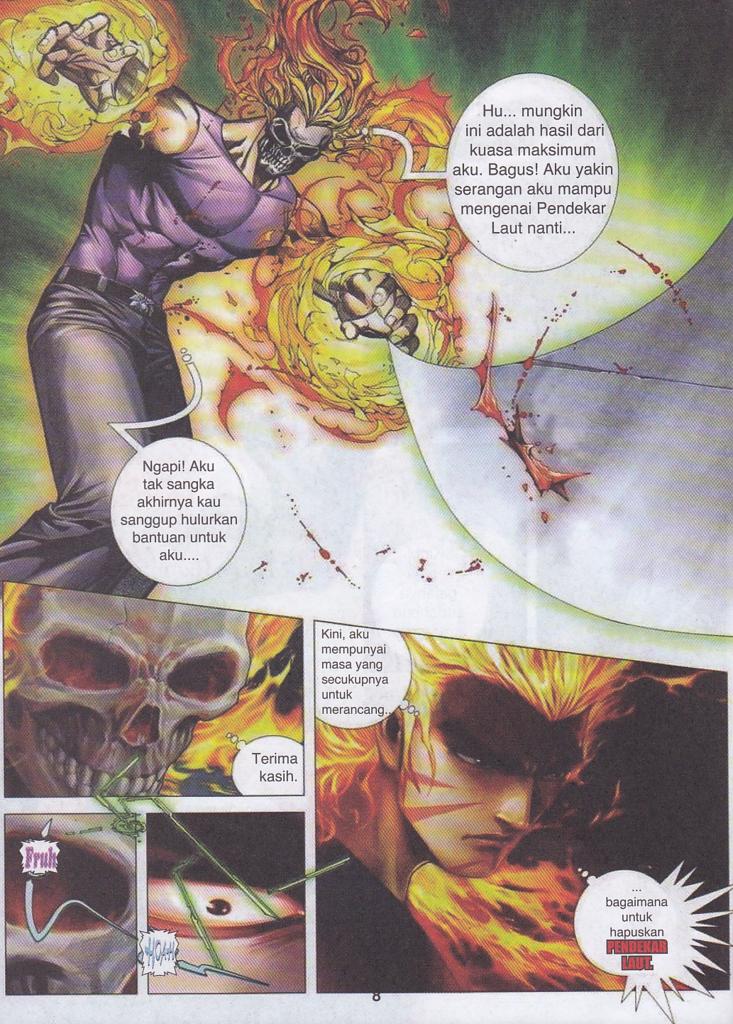 Hu... mungkin
ini adalah hasil dari
kuasa maksimum
aku. Bagus! Aku yakin
serangan aku mampu
mengenai Pendekar
Laut nanti...
Ngapi! Aku
tak sangka
akhirnya kau
sanggup hulurkan
bantuan untuk
aku....
Terima
kasih.
Kini, aku
mempunyai
masa yang
secukupnya
untuk
merancang..
Fruh
HOAH
...
bagaimana
untuk
hapuskan
PENDEKAR
LAUT.
8